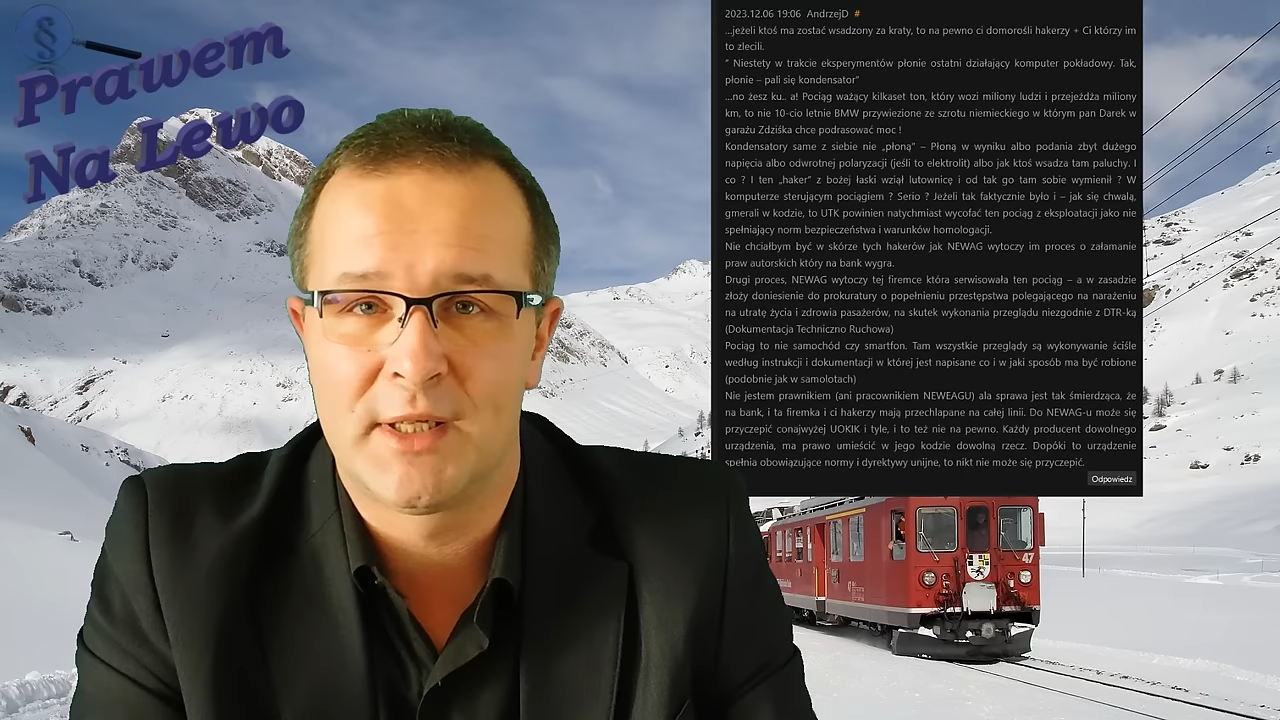 §
Prawem
Na Lewo
2023.12.06 19:06 AndrzejD #
...jeżeli ktoś ma zostać wsadzony za kraty, to na pewno ci domorośli hakerzy + Ci którzy im
to zlecili.
" Niestety w trakcie eksperymentów płonie ostatni działający komputer pokładowy. Tak,
płonie – pali się kondensator"
...no żesz ku.. a! Pociąg ważący kilkaset ton, który wozi miliony ludzi i przejeżdża miliony
km, to nie 10-cio letnie BMW przywiezione ze szrotu niemieckiego w którym pan Darek w
garażu Zdziśka chce podrasować moc !
Kondensatory same z siebie nie „płoną" – Płoną w wyniku albo podania zbyt dużego
napięcia albo odwrotnej polaryzacji (jeśli to elektrolit) albo jak ktoś wsadza tam paluchy. I
co ? I ten „haker" z bożej łaski wziął lutownicę i od tak go tam sobie wymienił ? W
komputerze sterującym pociągiem ? Serio ? Jeżeli tak faktycznie było i – jak się chwalą,
gmerali w kodzie, to UTK powinien natychmiast wycofać ten pociąg z eksploatacji jako nie
spełniający norm bezpieczeństwa i warunków homologacji.
Nie chciałbym być w skórze tych hakerów jak NEWAG wytoczy im proces o załamanie
praw autorskich który na bank wygra.
Drugi proces, NEWAG wytoczy tej firemce która serwisowała ten pociąg – a w zasadzie
złoży doniesienie do prokuratury o popełnieniu przestępstwa polegającego na narażeniu
na utratę życia i zdrowia pasażerów, na skutek wykonania przeglądu niezgodnie z DTR-ką
(Dokumentacja Techniczno Ruchowa)
Pociąg to nie samochód czy smartfon. Tam wszystkie przeglądy są wykonywanie ściśle
według instrukcji i dokumentacji w której jest napisane co i w jaki sposób ma być robione
(podobnie jak w samolotach)
Nie jestem prawnikiem (ani pracownikiem NEWEAGU) ala sprawa jest tak śmierdząca, że
na bank, i ta firemka i ci hakerzy mają przechlapane na całej linii. Do NEWAG-u może się
przyczepić conajwyżej UOKIK i tyle, i to też nie na pewno. Każdy producent dowolnego
urządzenia, ma prawo umieścić w jego kodzie dowolną rzecz. Dopóki to urządzenie
spełnia obowiązujące normy i dyrektywy unijne, to nikt nie może się przyczepić.
Odpowiedz
47